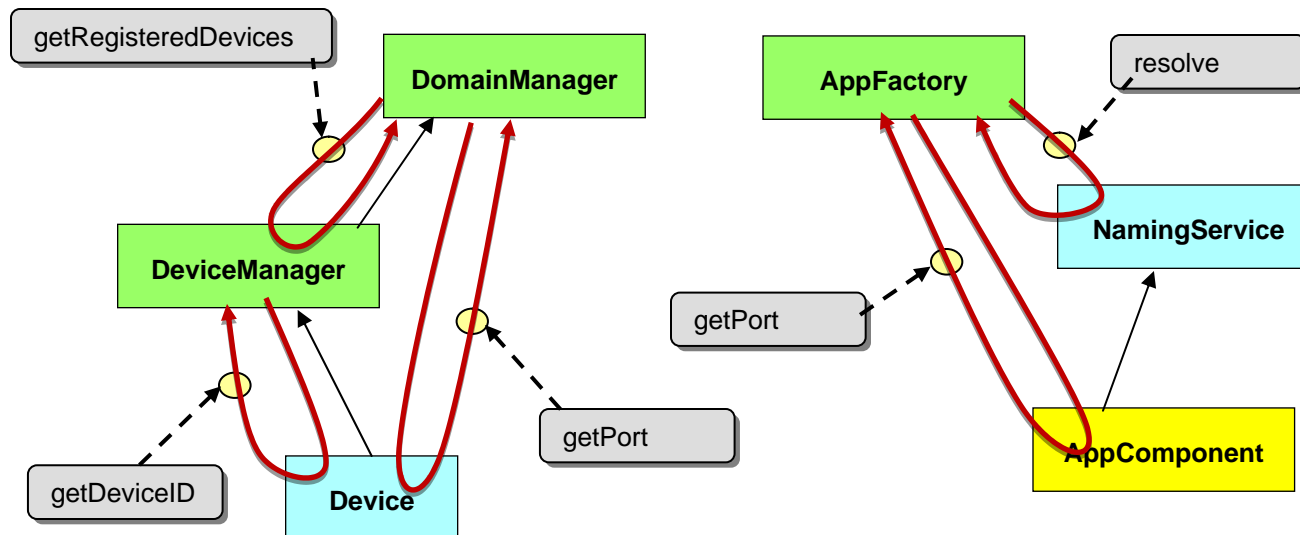 getRegisteredDevices
DomainManager
AppFactory
resolve
DeviceManager
NamingService
getPort
getPort
getDeviceID
Device
AppComponent